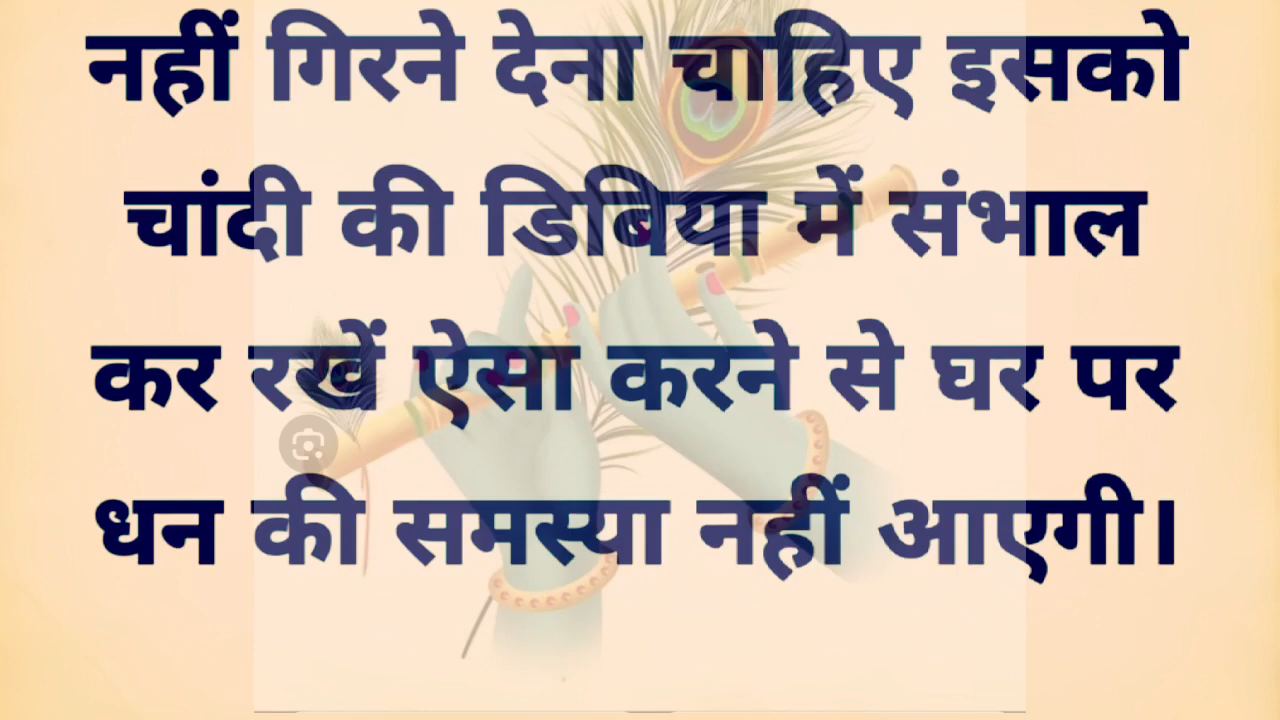 नहीं गिरने देना चाहिए इसको
चांदी की डिबिया में संभाल
कर रखें ऐसा करने से घर पर
धन की समस्या नहीं आएगी।